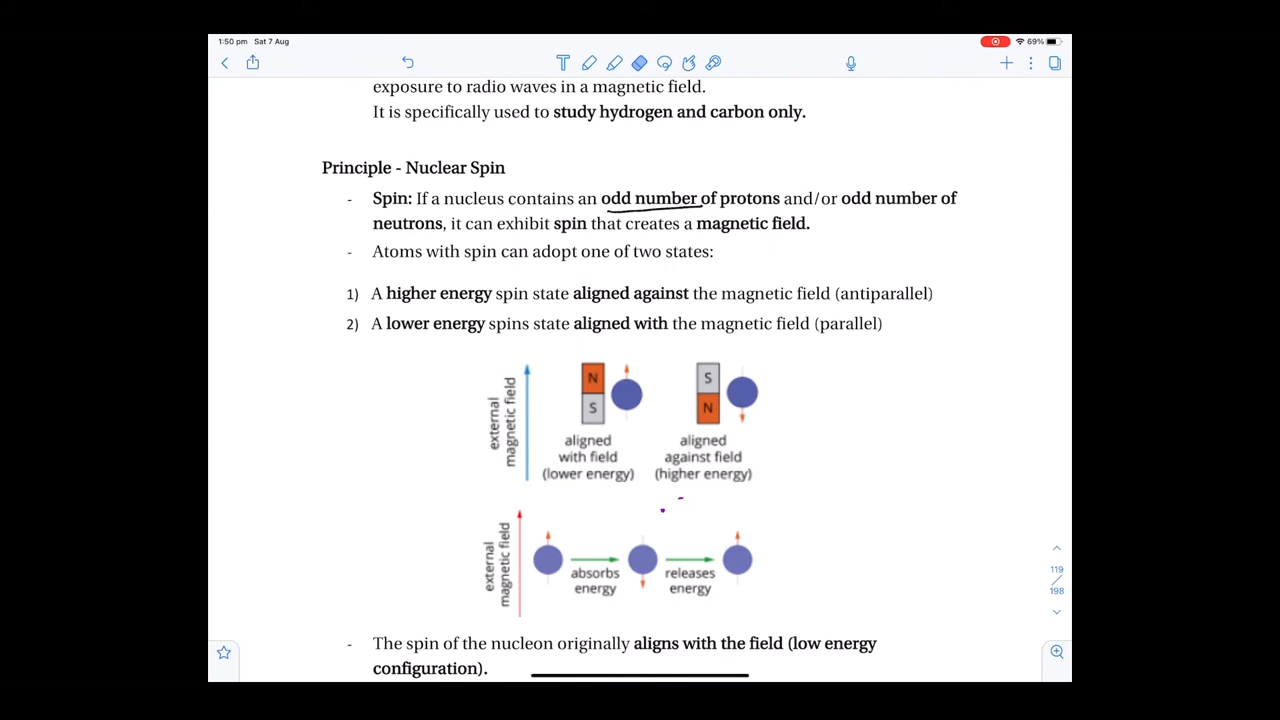 1:50 pm Sat 7 Aug
69%
exposure to radio waves in a magnetic field.
It is specifically used to study hydrogen and carbon only.
Principle - Nuclear Spin
- Spin: If a nucleus contains an odd number of protons and/or odd number of
neutrons, it can exhibit spin that creates a magnetic field.
- Atoms with spin can adopt one of two states:
1) A higher energy spin state aligned against the magnetic field (antiparallel)
2) A lower energy spins state aligned with the magnetic field (parallel)
external
magnetic field
N
S
aligned
with field
(lower energy)
S
N
aligned
against field
(higher energy)
external
magnetic field
absorbs
energy
releases
energy
119
198
- The spin of the nucleon originally aligns with the field (low energy
configuration).